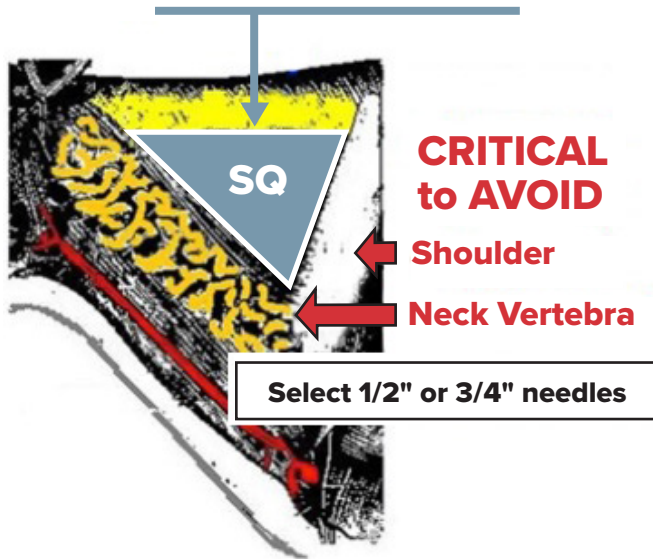 SQ
CRITICAL
to AVOID
Shoulder
Neck Vertebra
Select 1/2" or 3/4" needles